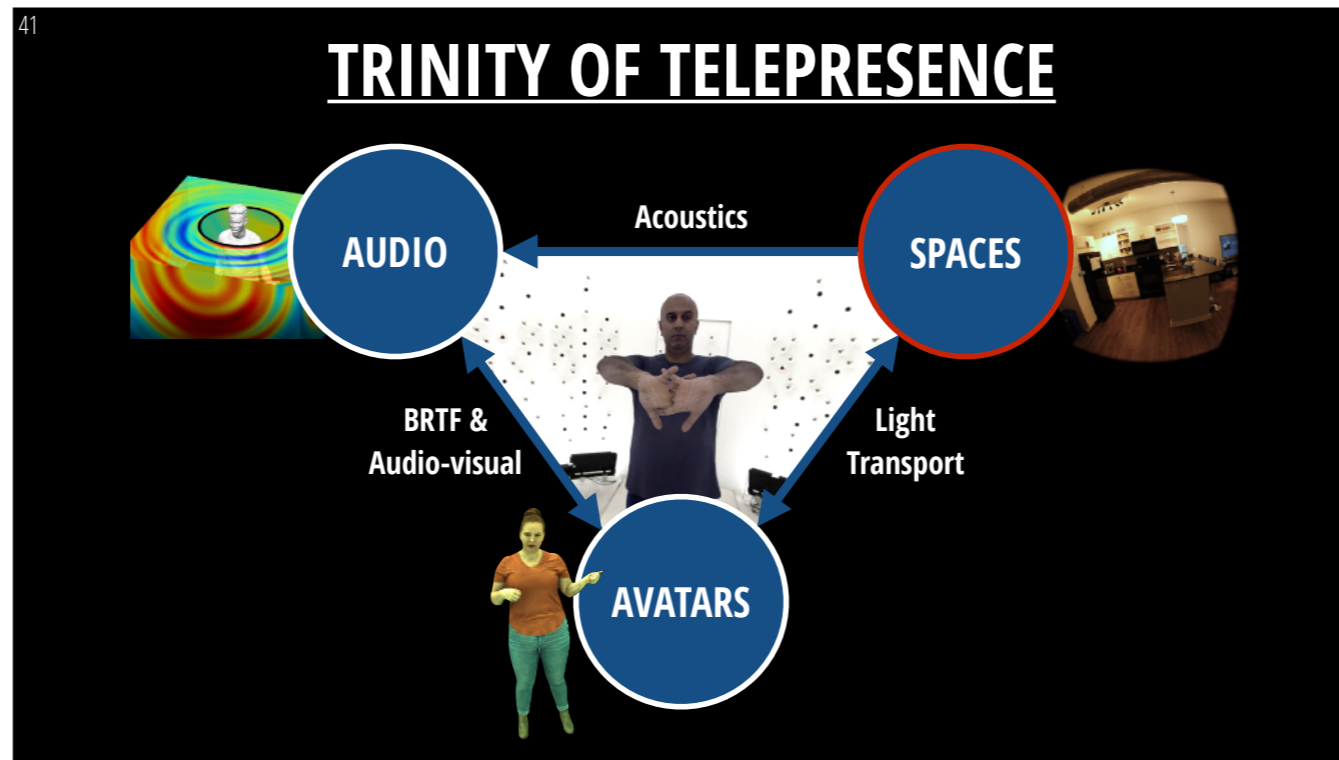 41
TRINITY OF TELEPRESENCE
Acoustics
AUDIO
SPACES
BRTF &
Audio-visual
Light
Transport
AVATARS